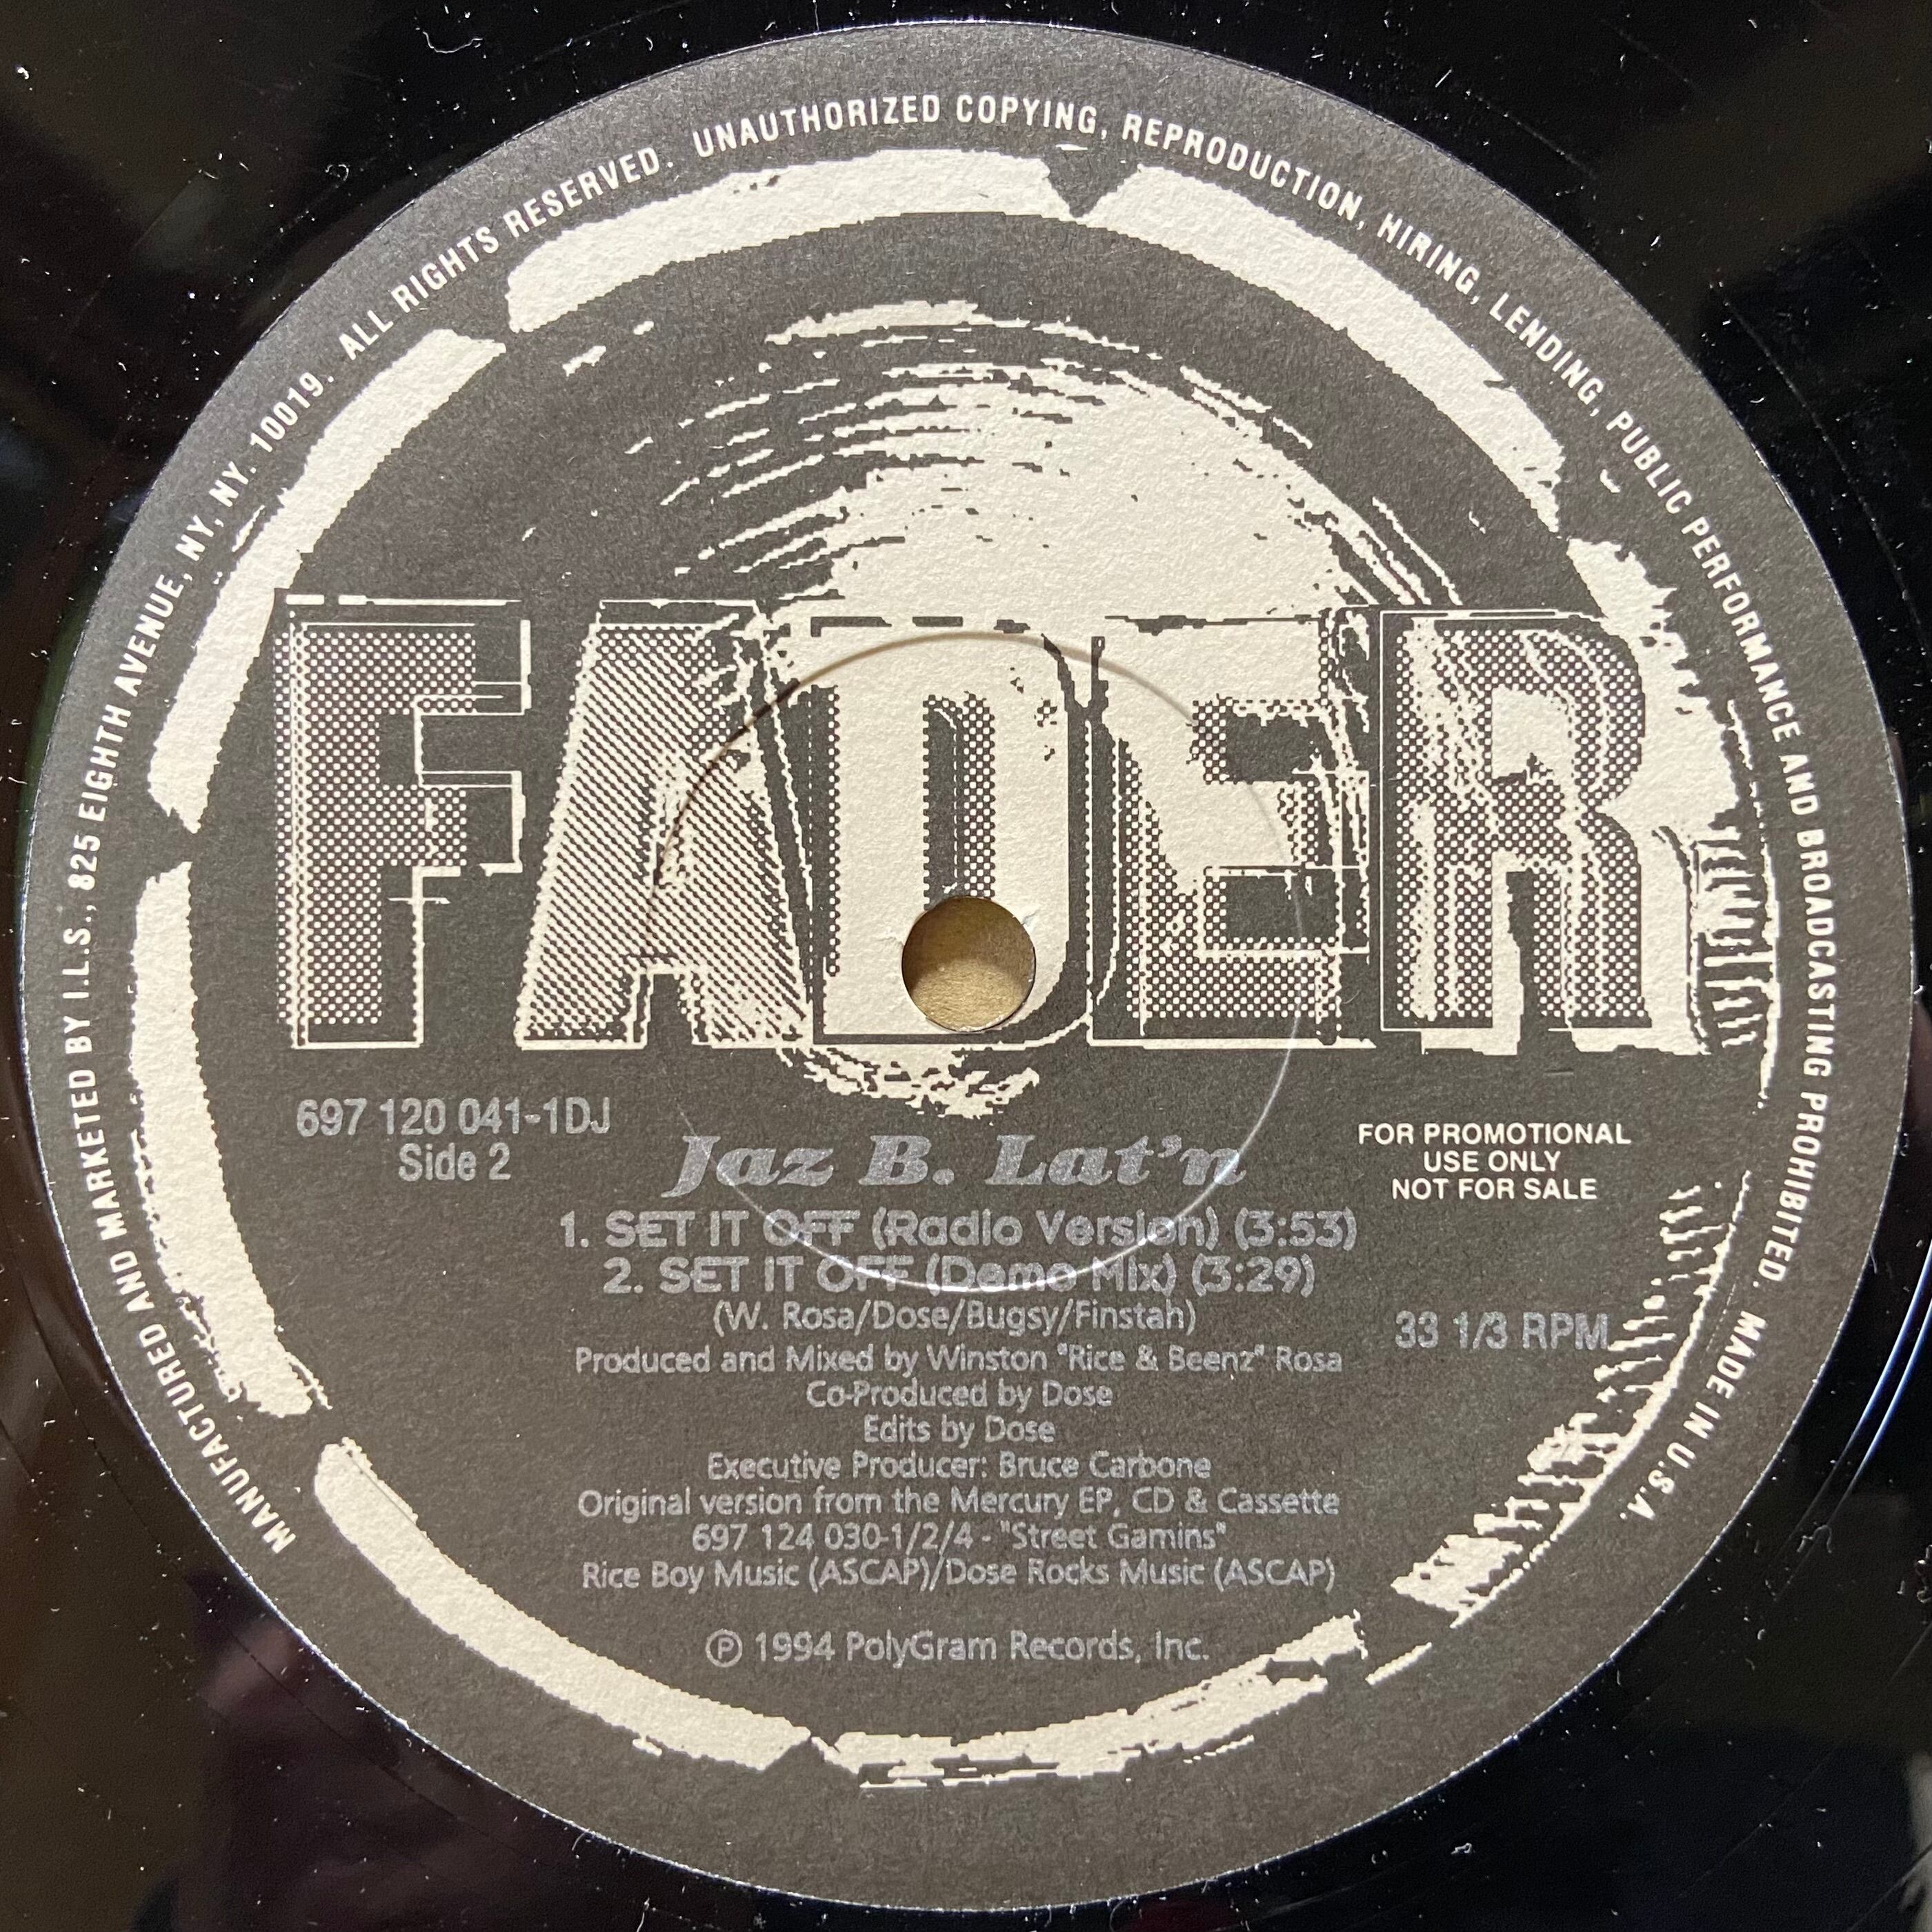 MANUFACTURED AND MARKETED BY I.L.S., 825 EIGHTH AVENUE, NY, NY. 10019. ALL RIGHTS RESERVED. UNAUTHORIZED COPYING, REPRODUCTION, HIRING, LENDING, PUBLIC PERFORMANCE AND BROADCASTING PROHIBITED. MADE IN U.S.A.
FADER
697 120 041-1DJ
Side 2
FOR PROMOTIONAL
USE ONLY
NOT FOR SALE
Jaz B. Lat'n
1. SET IT OFF (Radio Version) (3:53)
2. SET IT OFF (Demo Mix) (3:29)
(W. Rosa/Dose/Bugsy/Finstah)
33 1/3 RPM
Produced and Mixed by Winston "Rice & Beenz" Rosa
Co-Produced by Dose
Edits by Dose
Executive Producer: Bruce Carbone
Original version from the Mercury EP, CD & Cassette
697 124 030-1/2/4 - "Street Gamins"
Rice Boy Music (ASCAP)/Dose Rocks Music (ASCAP)
℗ 1994 PolyGram Records, Inc.